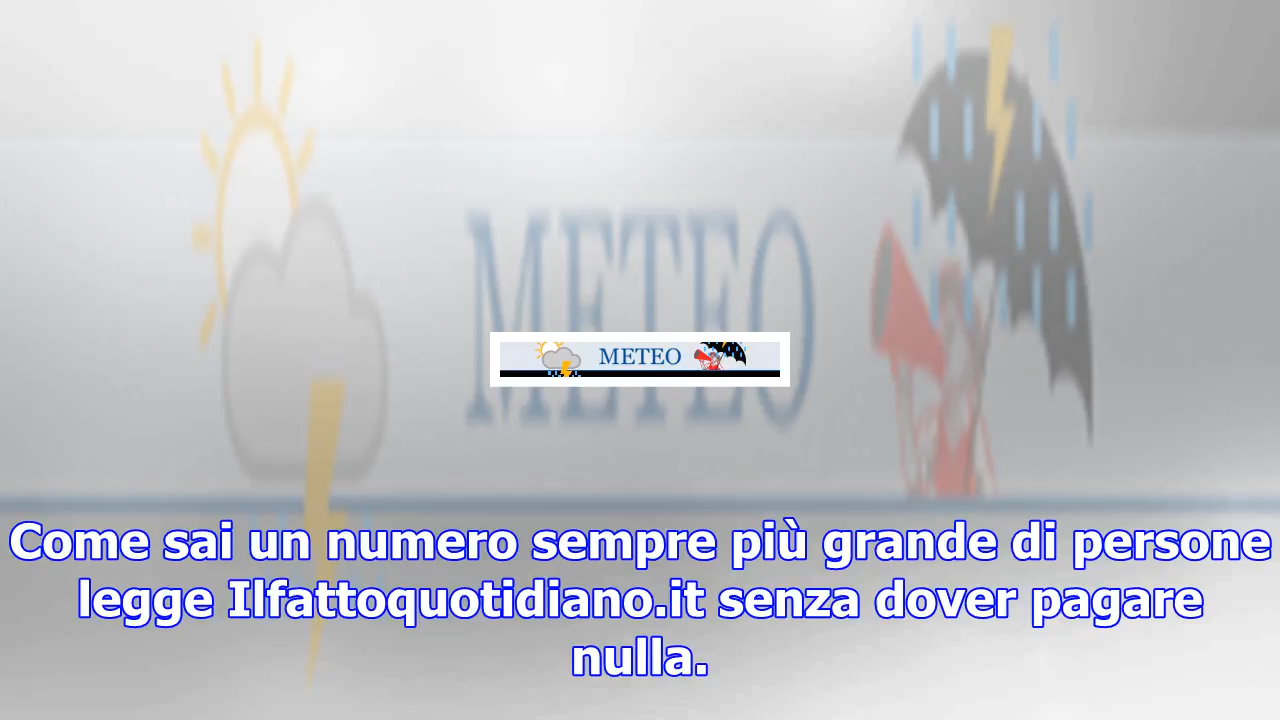 METEO
METEO
Come sai un numero sempre più grande di persone
legge Ilfattoquotidiano.it senza dover pagare
nulla.